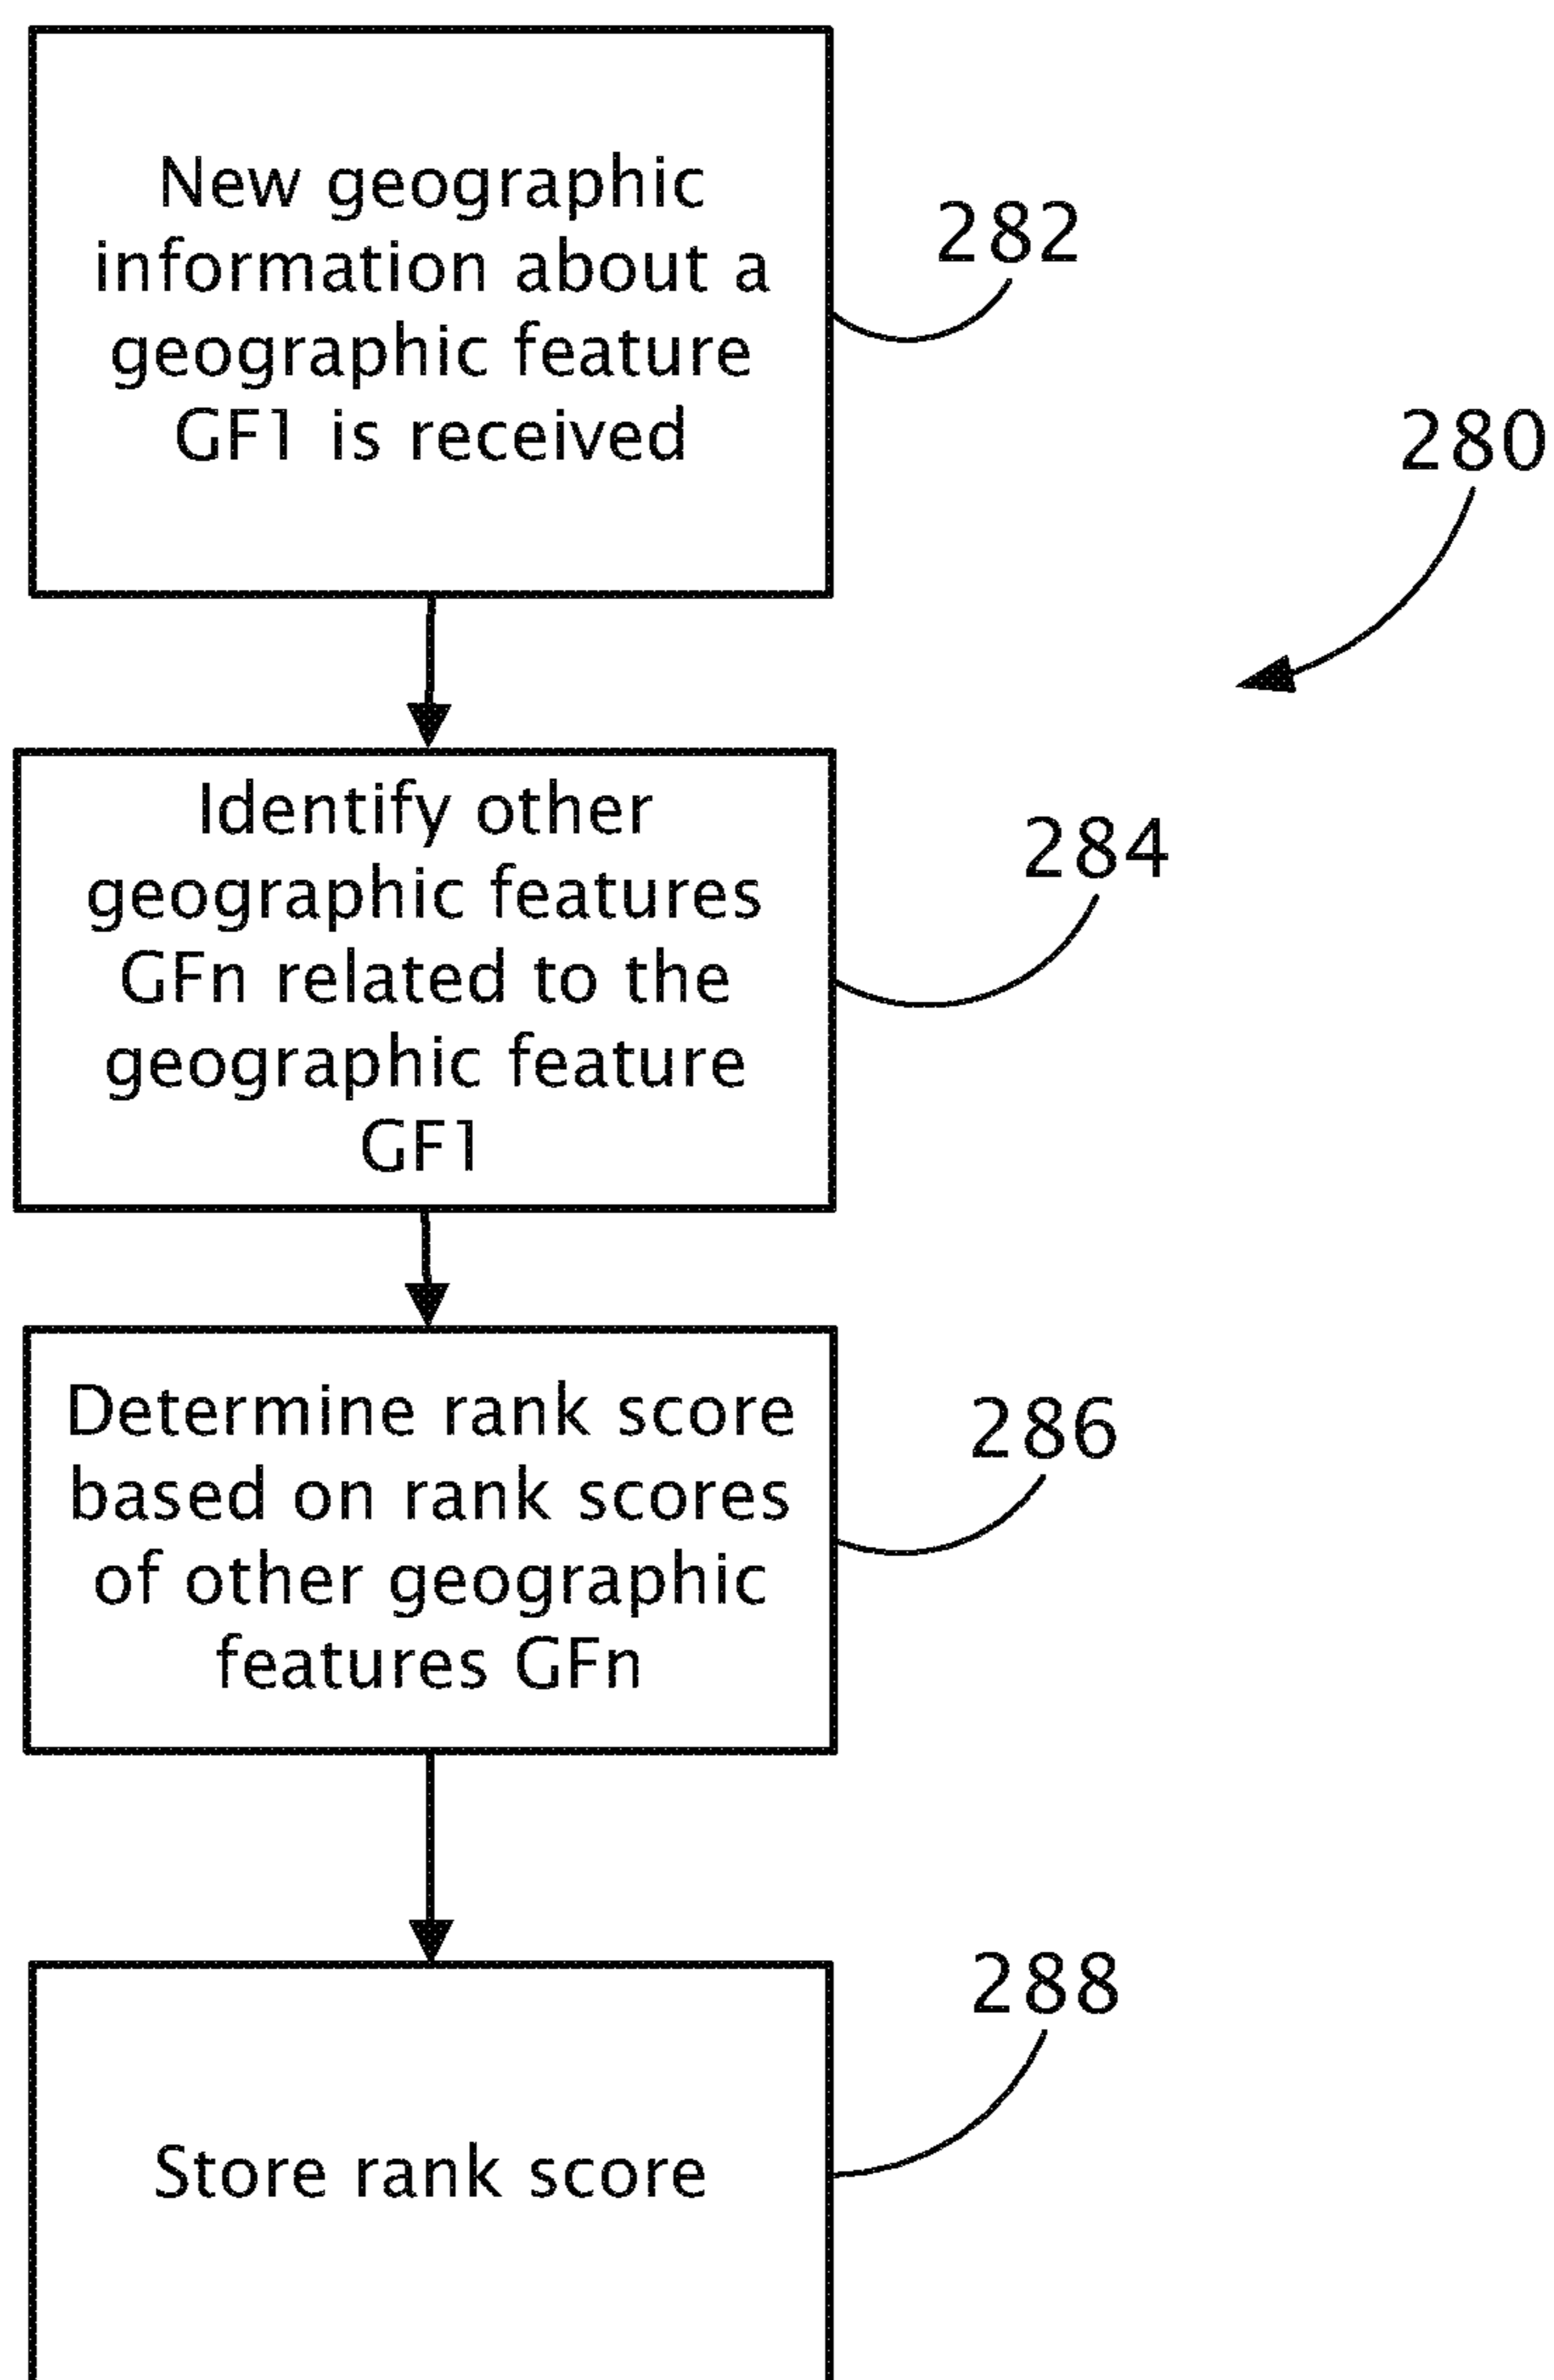 New geographic
information about a
geographic feature
GF1 is received
282
280
Identify other
geographic features
GFn related to the
geographic feature
GF1
284
Determine rank score
based on rank scores
of other geographic
features GFn
286
Store rank score
288